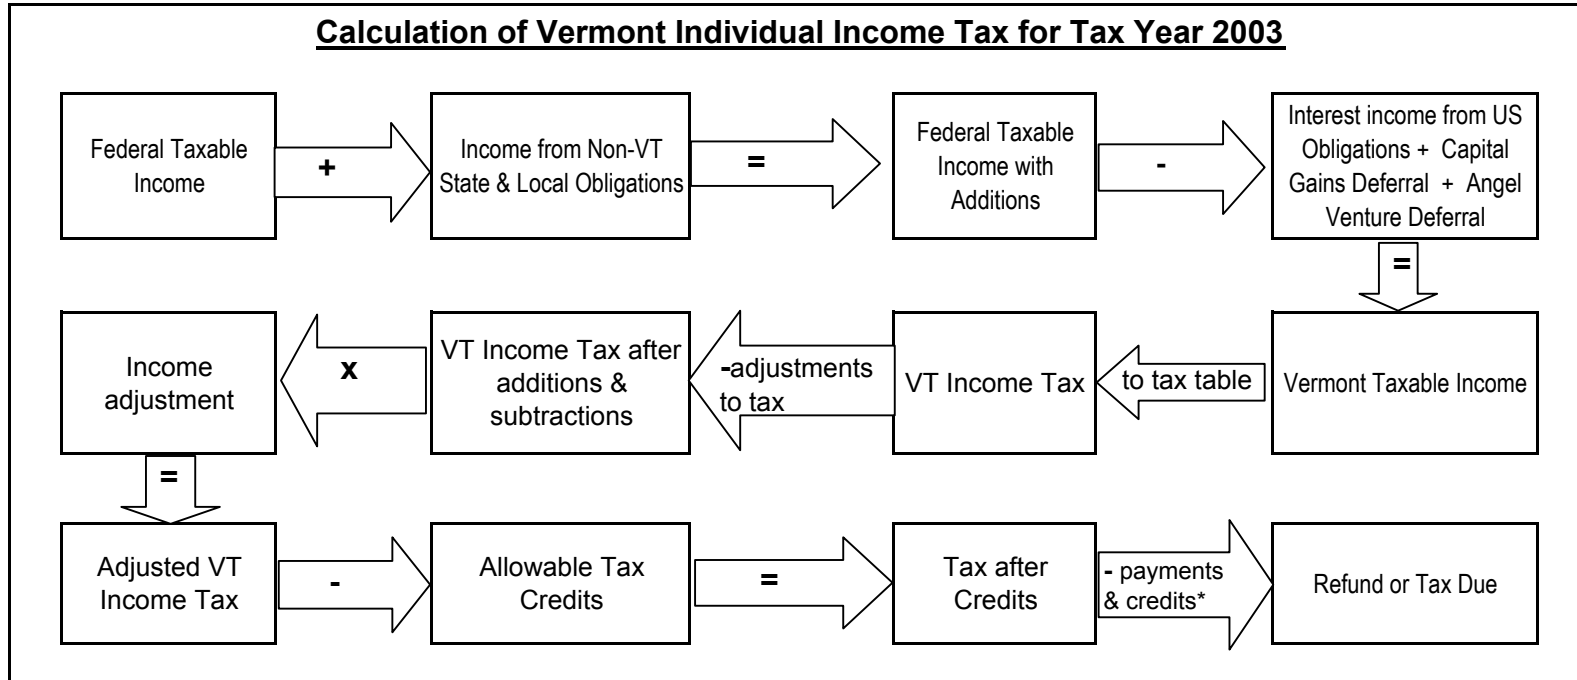 Calculation of Vermont Individual Income Tax for Tax Year 2003
Federal Taxable
Income
+
Income from Non-VT
State & Local Obligations
=
Federal Taxable
Income with
Additions
-
Interest income from US
Obligations + Capital
Gains Deferral + Angel
Venture Deferral
=
Vermont Taxable Income
to tax table
VT Income Tax
-adjustments
to tax
VT Income Tax after
additions &
subtractions
x
Income
adjustment
=
Adjusted VT
Income Tax
-
Allowable Tax
Credits
=
Tax after
Credits
- payments
& credits*
Refund or Tax Due